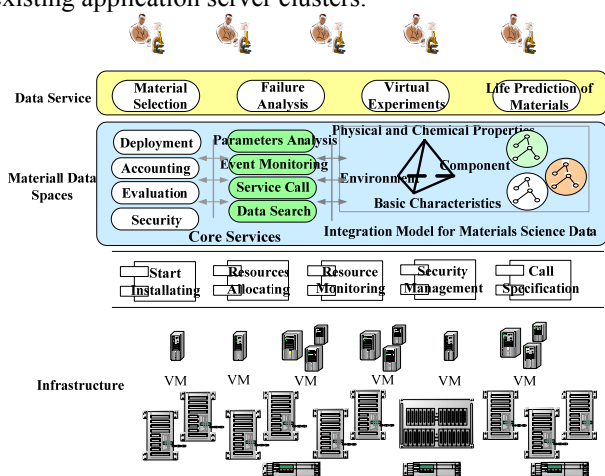 existing application server clusters.
Data Service
Material Selection
Failure Analysis
Virtual Experiments
Life Prediction of Materials
Materiall Data Spaces
Deployment
Accounting
Evaluation
Security
Parameters Analysis
Event Monitoring
Service Call
Data Search
Core Services
Physical and Chemical Properties
Environment
Component
Basic Characteristics
Integration Model for Materials Science Data
Start Installating
Resources Allocating
Resource Monitoring
Security Management
Call Specification
Infrastructure
VM
VM
VM
VM
VM
VM